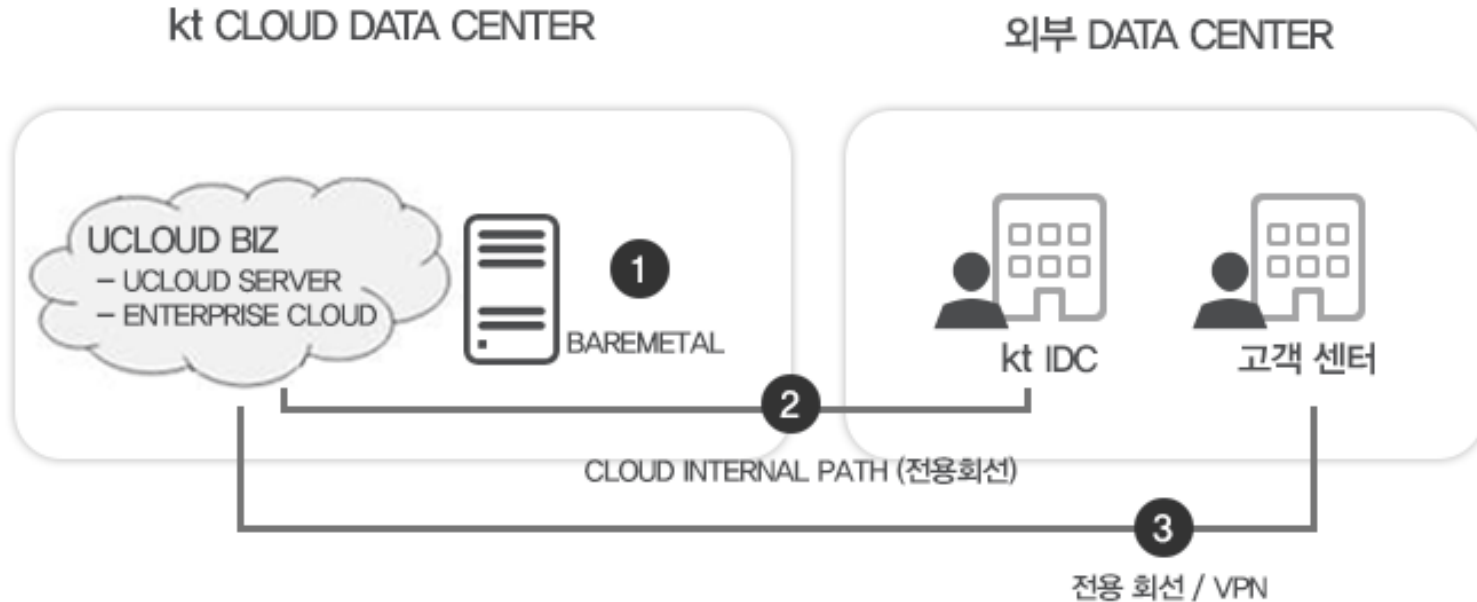 kt CLOUD DATA CENTER
외부 DATA CENTER
UCLOUD BIZ
– UCLOUD SERVER
– ENTERPRISE CLOUD
1
BAREMETAL
kt IDC
고객 센터
2
CLOUD INTERNAL PATH (전용회선)
3
전용 회선 / VPN